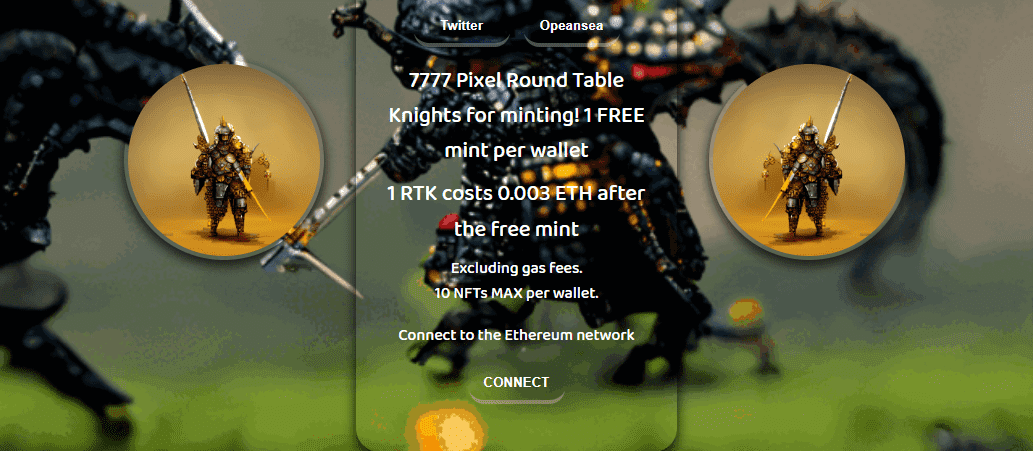 Twitter
Opeansea
7777 Pixel Round Table
Knights for minting! 1 FREE
mint per wallet
1 RTK costs 0.003 ETH after
the free mint
Excluding gas fees.
10 NFTs MAX per wallet.
Connect to the Ethereum network
CONNECT